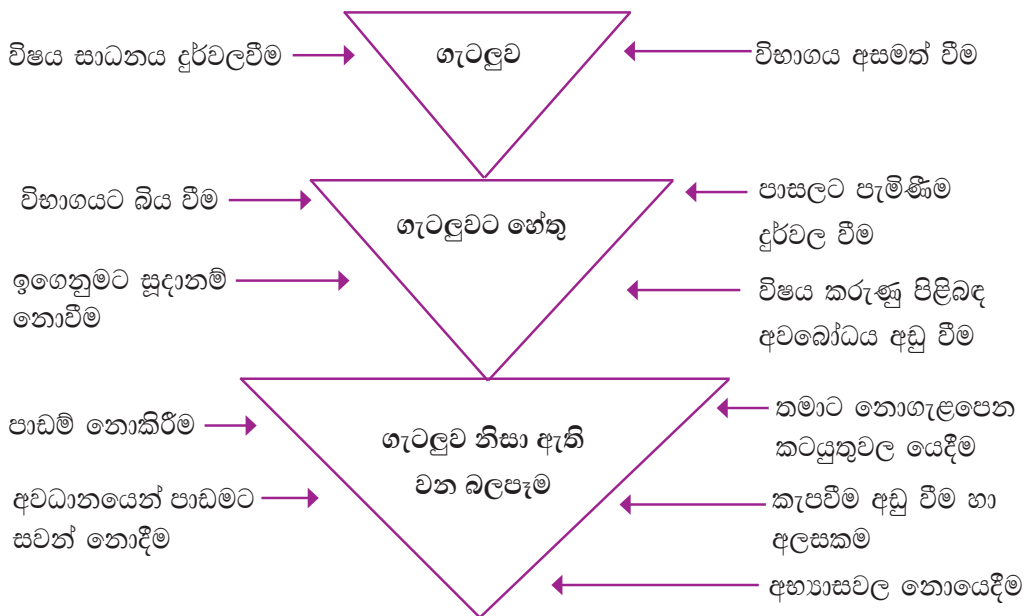 විෂය සාධනය දුර්වලවීම
ගැටලුව
විභාගය අසමත් වීම
විභාගයට බිය වීම
ගැටලුවට හේතු
පාසලට පැමිණීම
දුර්වල වීම
ඉගෙනුමට සූදානම්
නොවීම
විෂය කරුණු පිළිබඳ
අවබෝධය අඩු වීම
පාඩම් නොකිරීම
ගැටලුව නිසා ඇති
වන බලපෑම
තමාට නොගැළපෙන
කටයුතුවල යෙදීම
අවධානයෙන් පාඩමට
සවන් නොදීම
කැපවීම අඩු වීම හා
අලසකම
අභ්‍යාසවල නොයෙදීම